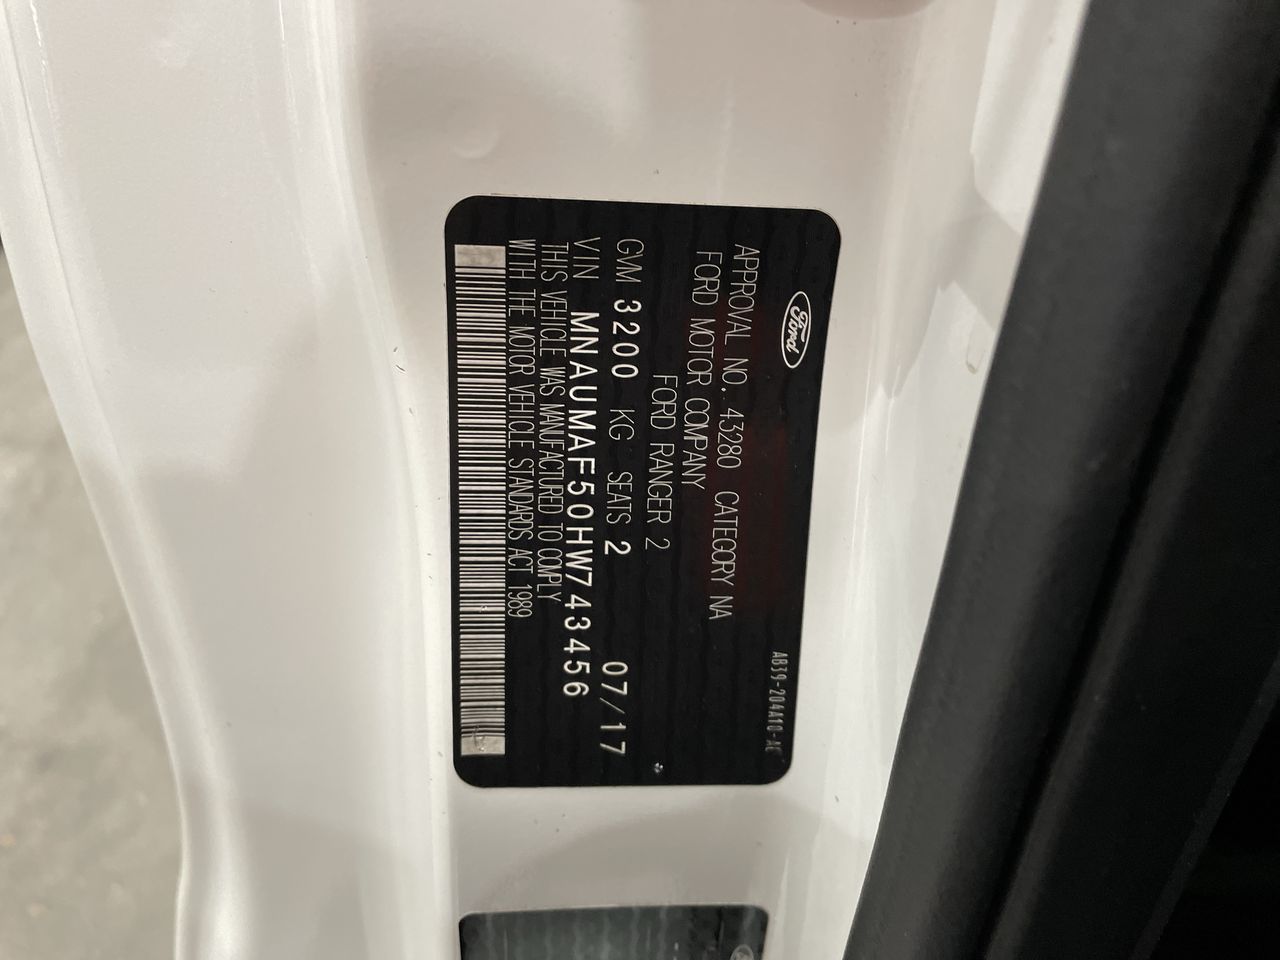 Ford
AB39-204A10-AC
APPROVAL NO. 43280 CATEGORY NA
FORD MOTOR COMPANY
FORD RANGER 2
GVM 3200 KG SEATS 2 07/17
VIN MNAUMAF50HW743456
THIS VEHICLE WAS MANUFACTURED TO COMPLY
WITH THE MOTOR VEHICLE STANDARDS ACT 1989